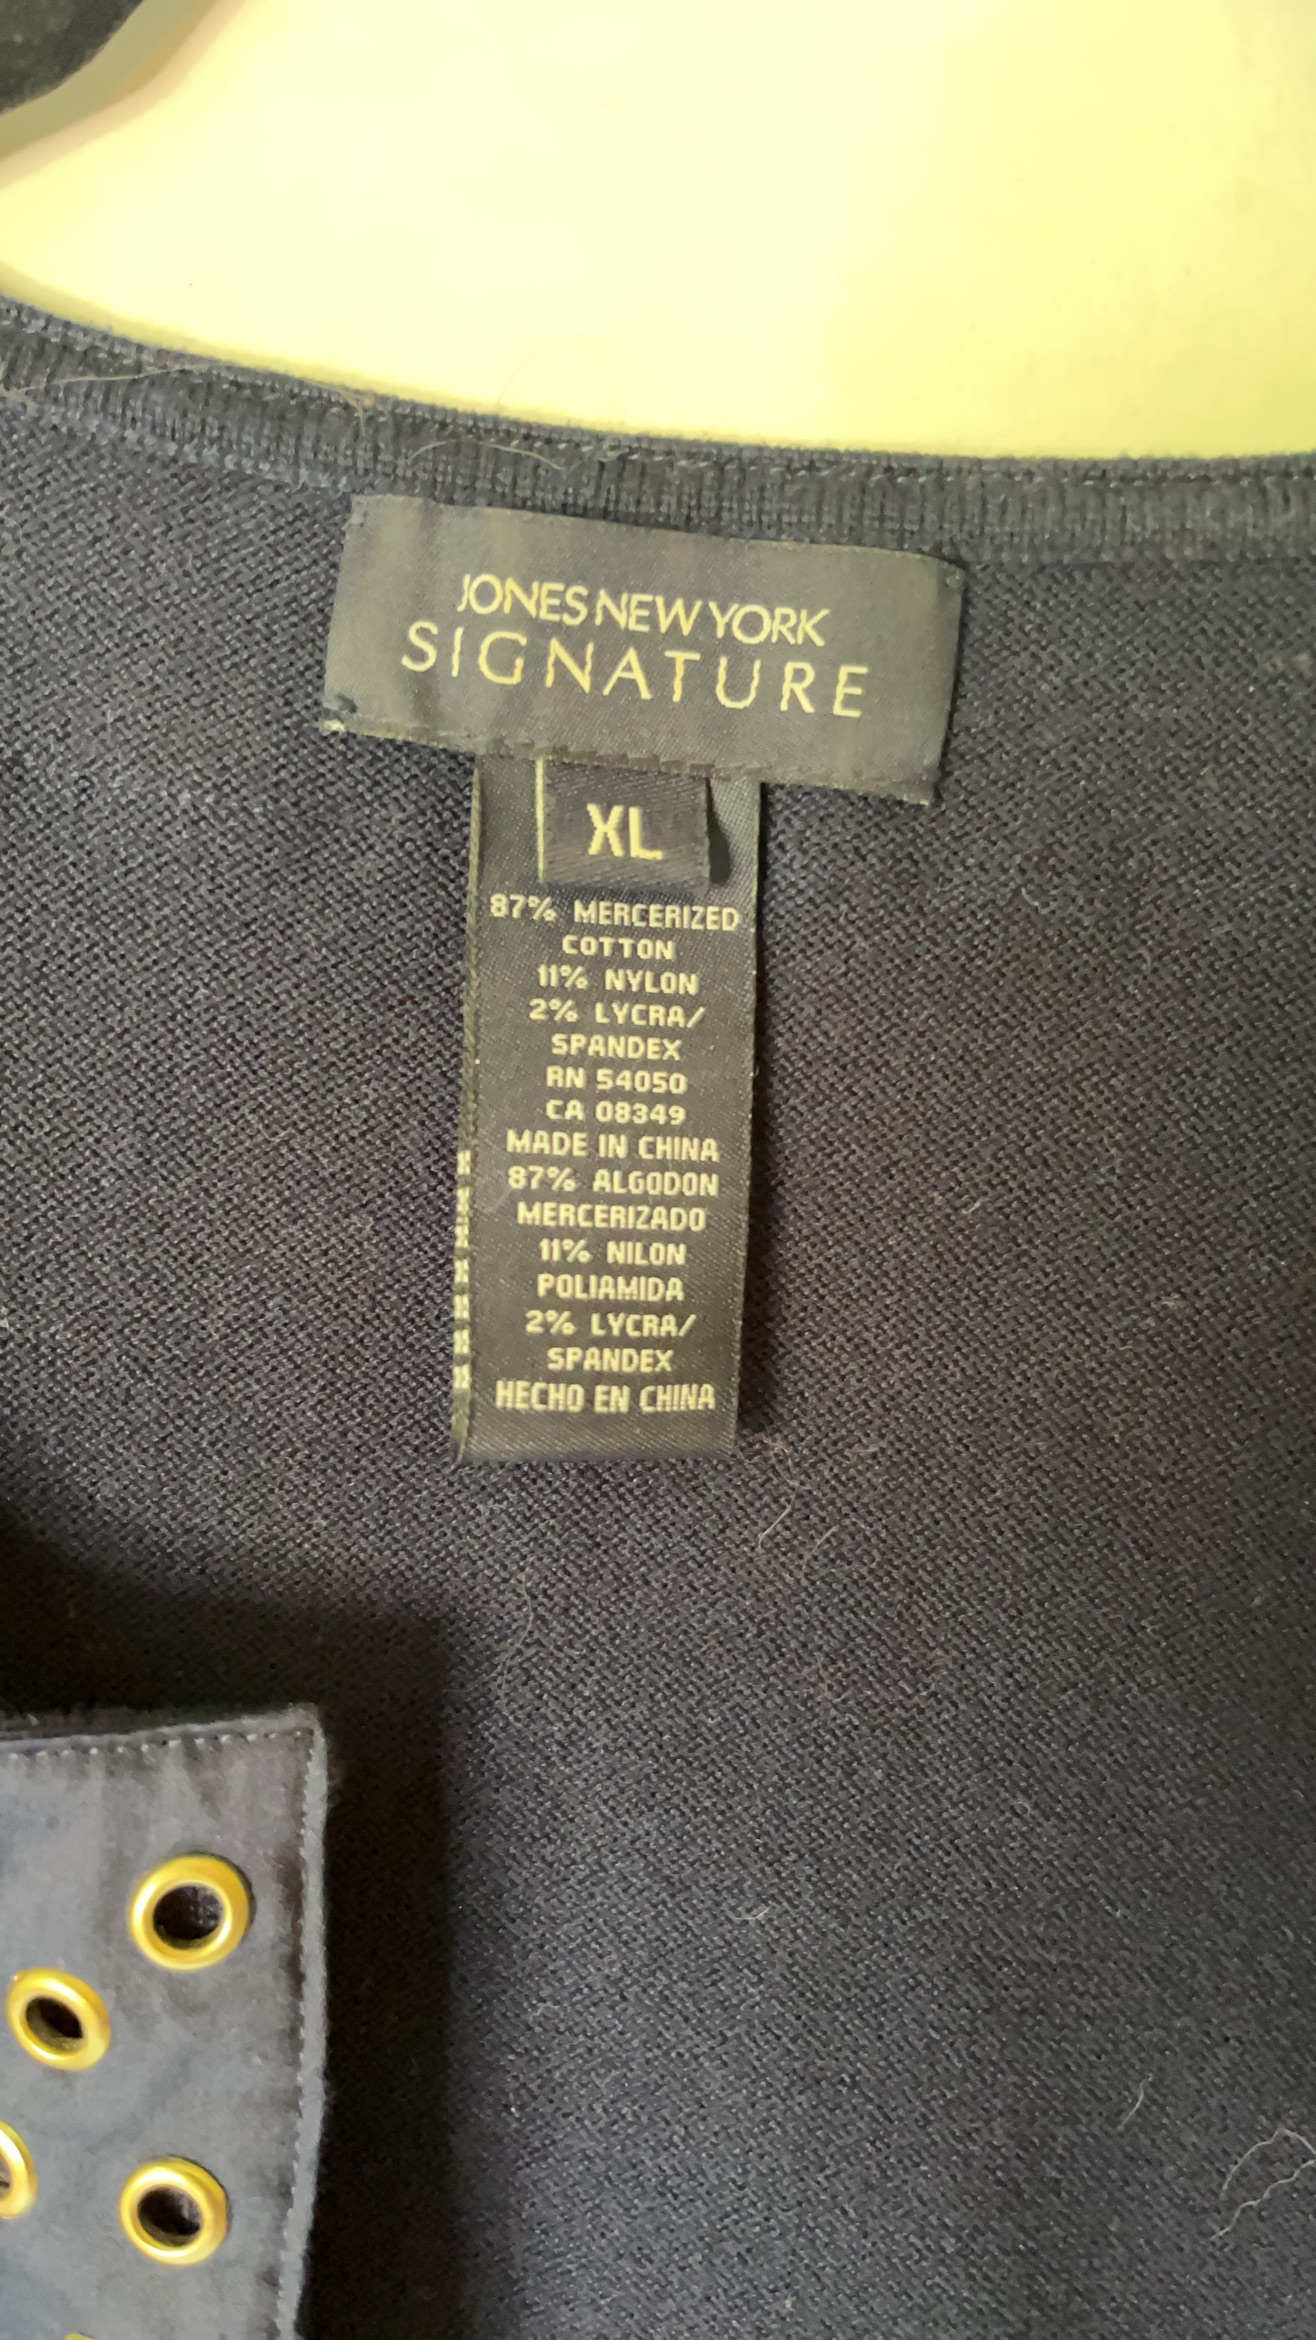 JONES NEW YORK
SIGNATURE
XL
87% MERCERIZED
COTTON
11% NYLON
2% LYCRA/
SPANDEX
RN 54050
CA 08349
MADE IN CHINA
87% ALGODON
MERCERIZADO
11% NILON
POLIAMIDA
2% LYCRA/
SPANDEX
HECHO EN CHINA